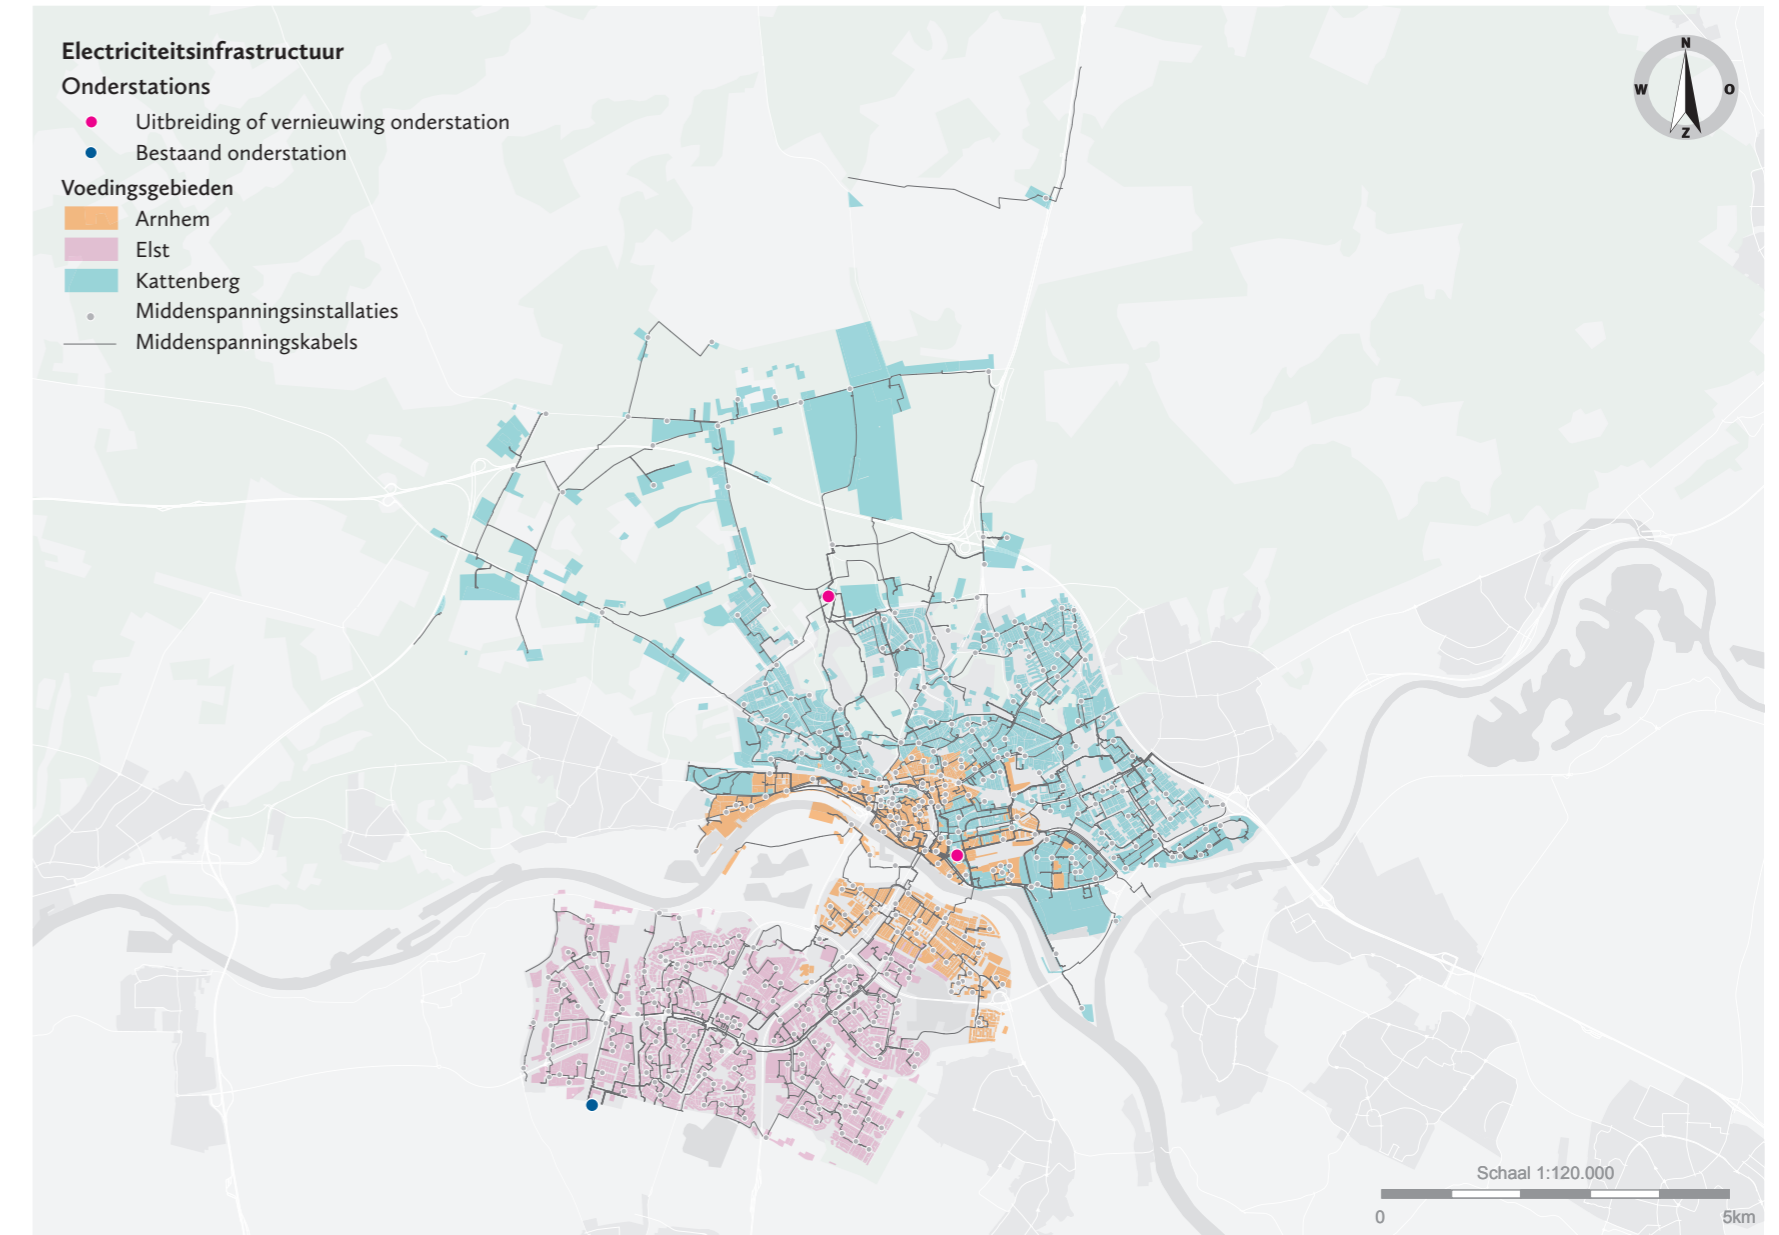 Electriciteitsinfrastructuur
Onderstations
Uitbreiding of vernieuwing onderstation
Bestaand onderstation
Voedingsgebieden
Arnhem
Elst
Kattenberg
Middenspanningsinstallaties
Middenspanningskabels
N
W O
Z
Schaal 1:120.000
0 5km